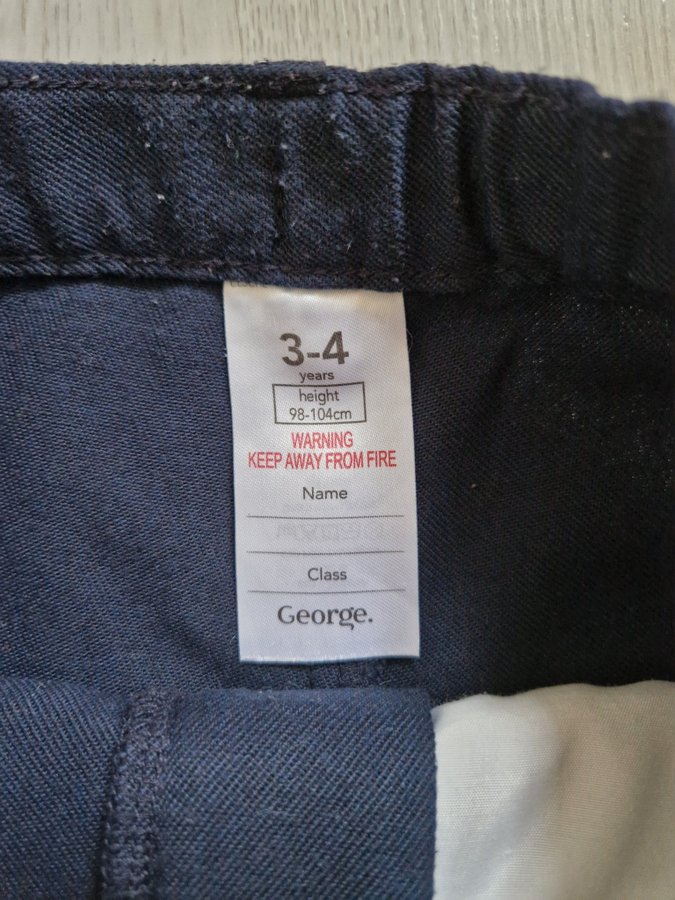 3-4
years
height
98-104cm
WARNING
KEEP AWAY FROM FIRE
Name
Class
George.